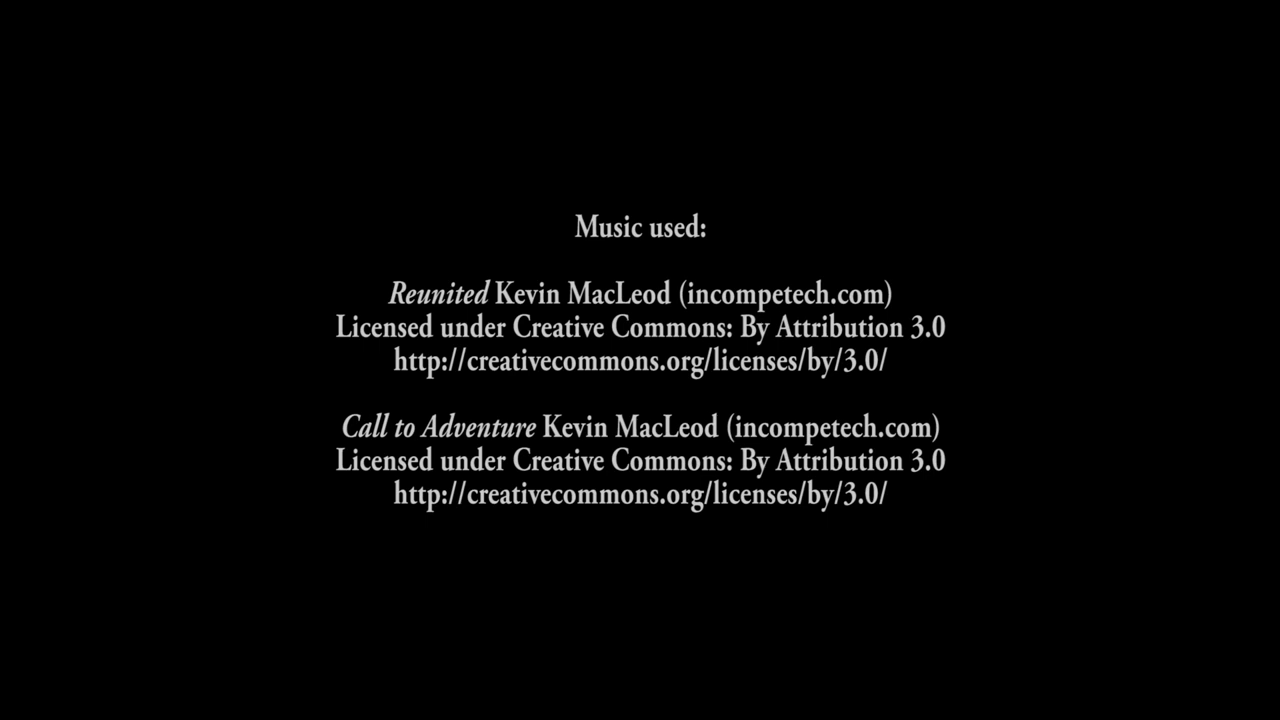 Music used:
Reunited Kevin MacLeod (incompetech.com)
Licensed under Creative Commons: By Attribution 3.0
http://creativecommons.org/licenses/by/3.0/
Call to Adventure Kevin MacLeod (incompetech.com)
Licensed under Creative Commons: By Attribution 3.0
http://creativecommons.org/licenses/by/3.0/